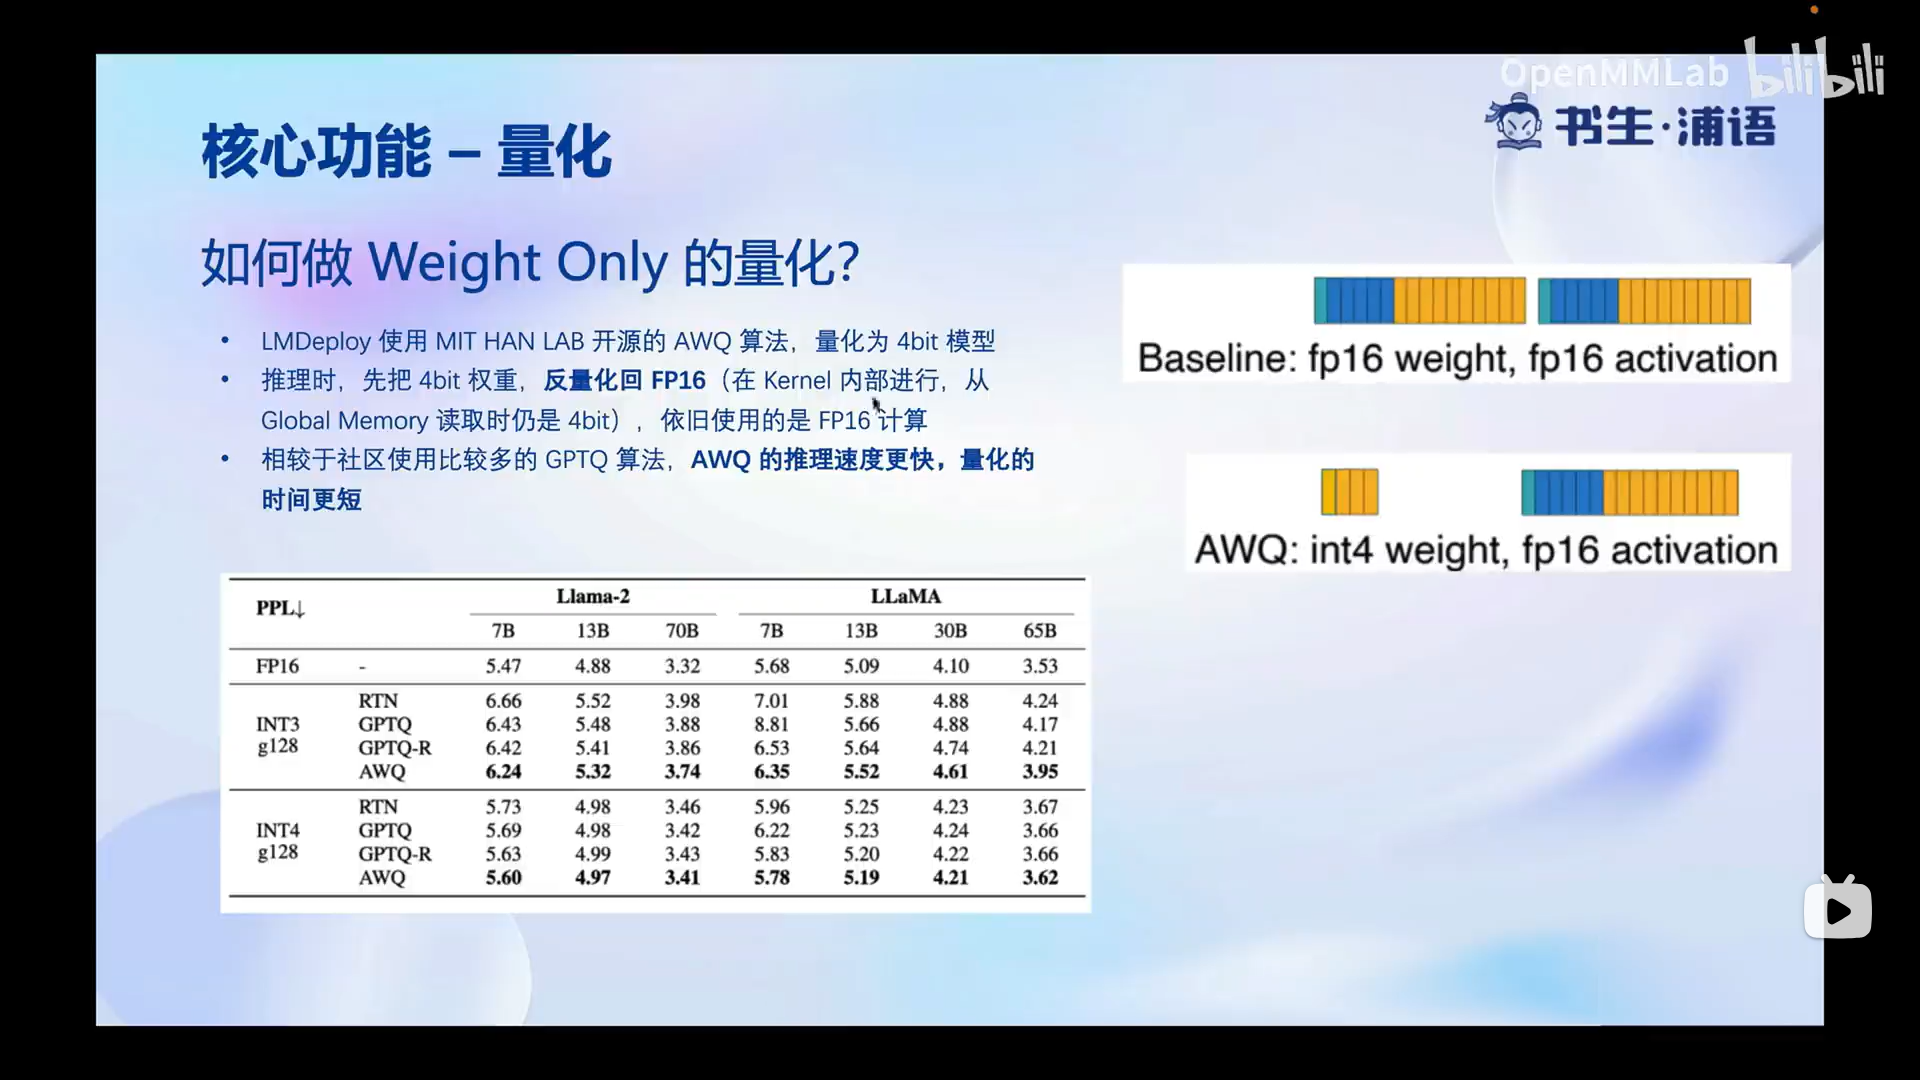 OpenMMLab bilibili
书生·浦语
核心功能 – 量化
如何做 Weight Only 的量化?
• LMDeploy 使用 MIT HAN LAB 开源的 AWQ 算法，量化为 4bit 模型
• 推理时，先把 4bit 权重，反量化回 FP16（在 Kernel 内部进行，从
Global Memory 读取时仍是 4bit），依旧使用的是 FP16 计算
• 相较于社区使用比较多的 GPTQ 算法，AWQ 的推理速度更快，量化的
时间更短
Baseline: fp16 weight, fp16 activation
AWQ: int4 weight, fp16 activation
PPL↓ Llama-2 LLaMA
7B 13B 70B 7B 13B 30B 65B
FP16 - 5.47 4.88 3.32 5.68 5.09 4.10 3.53
INT3 g128
RTN 6.66 5.52 3.98 7.01 5.88 4.88 4.24
GPTQ 6.43 5.48 3.88 8.81 5.66 4.88 4.17
GPTQ-R 6.42 5.41 3.86 6.53 5.64 4.74 4.21
AWQ 6.24 5.32 3.74 6.35 5.52 4.61 3.95
INT4 g128
RTN 5.73 4.98 3.46 5.96 5.25 4.23 3.67
GPTQ 5.69 4.98 3.42 6.22 5.23 4.24 3.66
GPTQ-R 5.63 4.99 3.43 5.83 5.20 4.22 3.66
AWQ 5.60 4.97 3.41 5.78 5.19 4.21 3.62